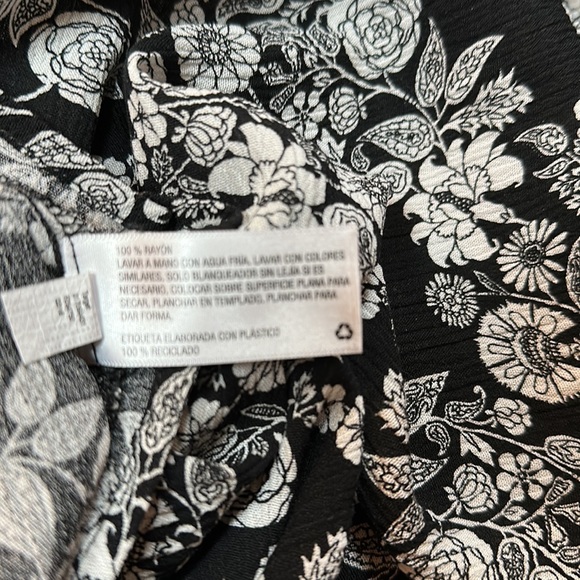 100 % RAYÓN
LAVAR A MANO CON AGUA FRÍA, LAVAR CON COLORES
SIMILARES, SOLO BLANQUEADOR SIN LEJÍA SI ES
NECESARIO, COLOCAR SOBRE SUPERFICIE PLANA PARA
SECAR, PLANCHAR EN TEMPLADO, PLANCHAR PARA
DAR FORMA.
ETIQUETA ELABORADA CON PLÁSTICO
100 % RECICLADO